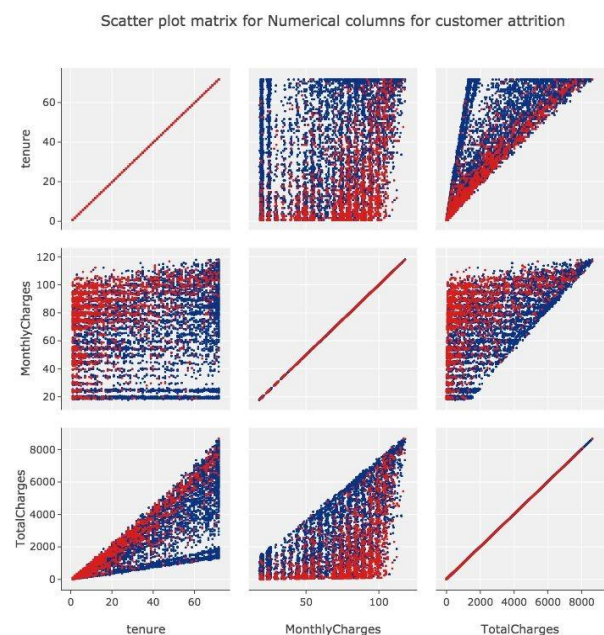 Scatter plot matrix for Numerical columns for customer attrition
tenure
60
40
20
0
MonthlyCharges
120
100
80
60
40
20
TotalCharges
8000
6000
4000
2000
0
0 20 40 60
50 100
0 2000 4000 6000 8000
tenure MonthlyCharges TotalCharges